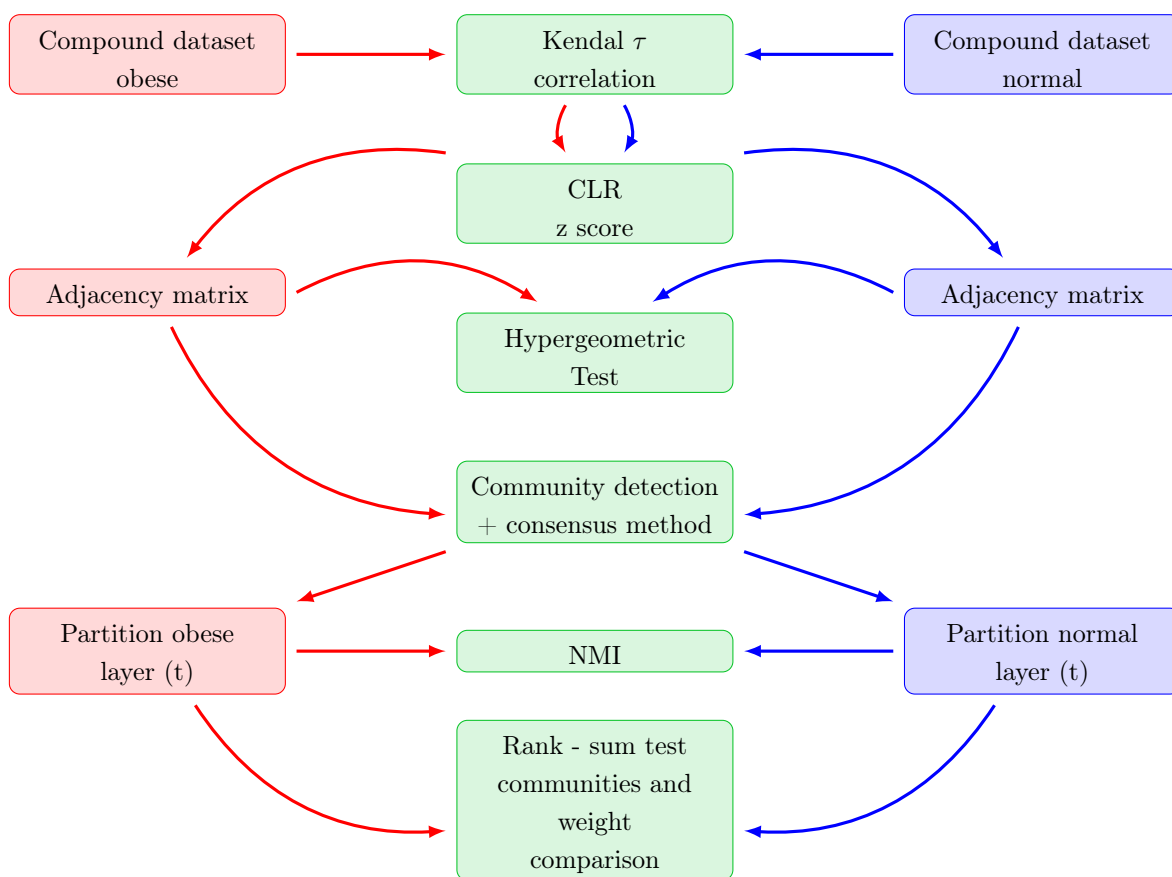 Compound dataset
obese
Kendal τ
correlation
Compound dataset
normal
CLR
z score
Adjacency matrix
Adjacency matrix
Hypergeometric
Test
Community detection
+ consensus method
Partition obese
layer (t)
NMI
Partition normal
layer (t)
Rank - sum test
communities and
weight
comparison